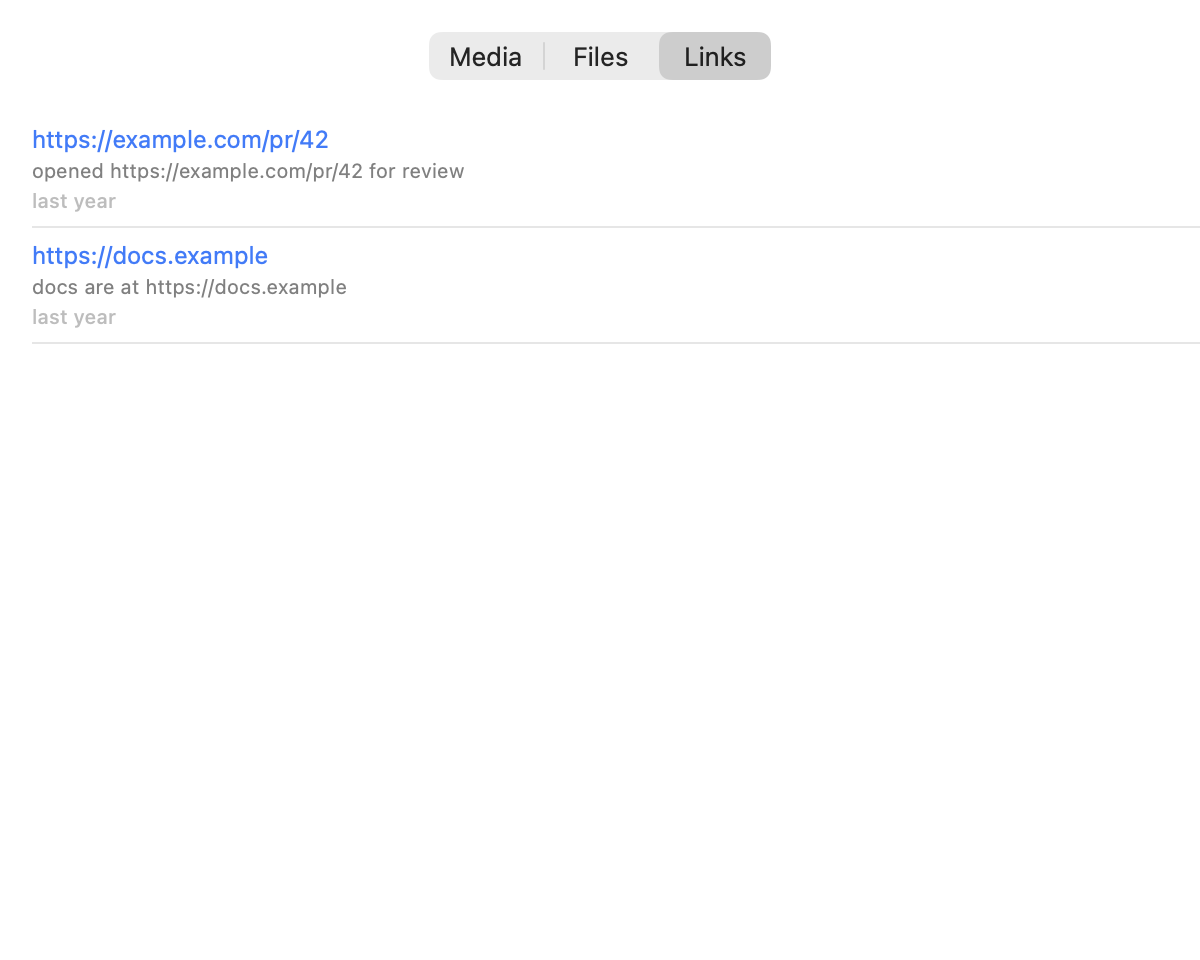 Media Files Links
https://example.com/pr/42
opened https://example.com/pr/42 for review
last year
https://docs.example
docs are at https://docs.example
last year